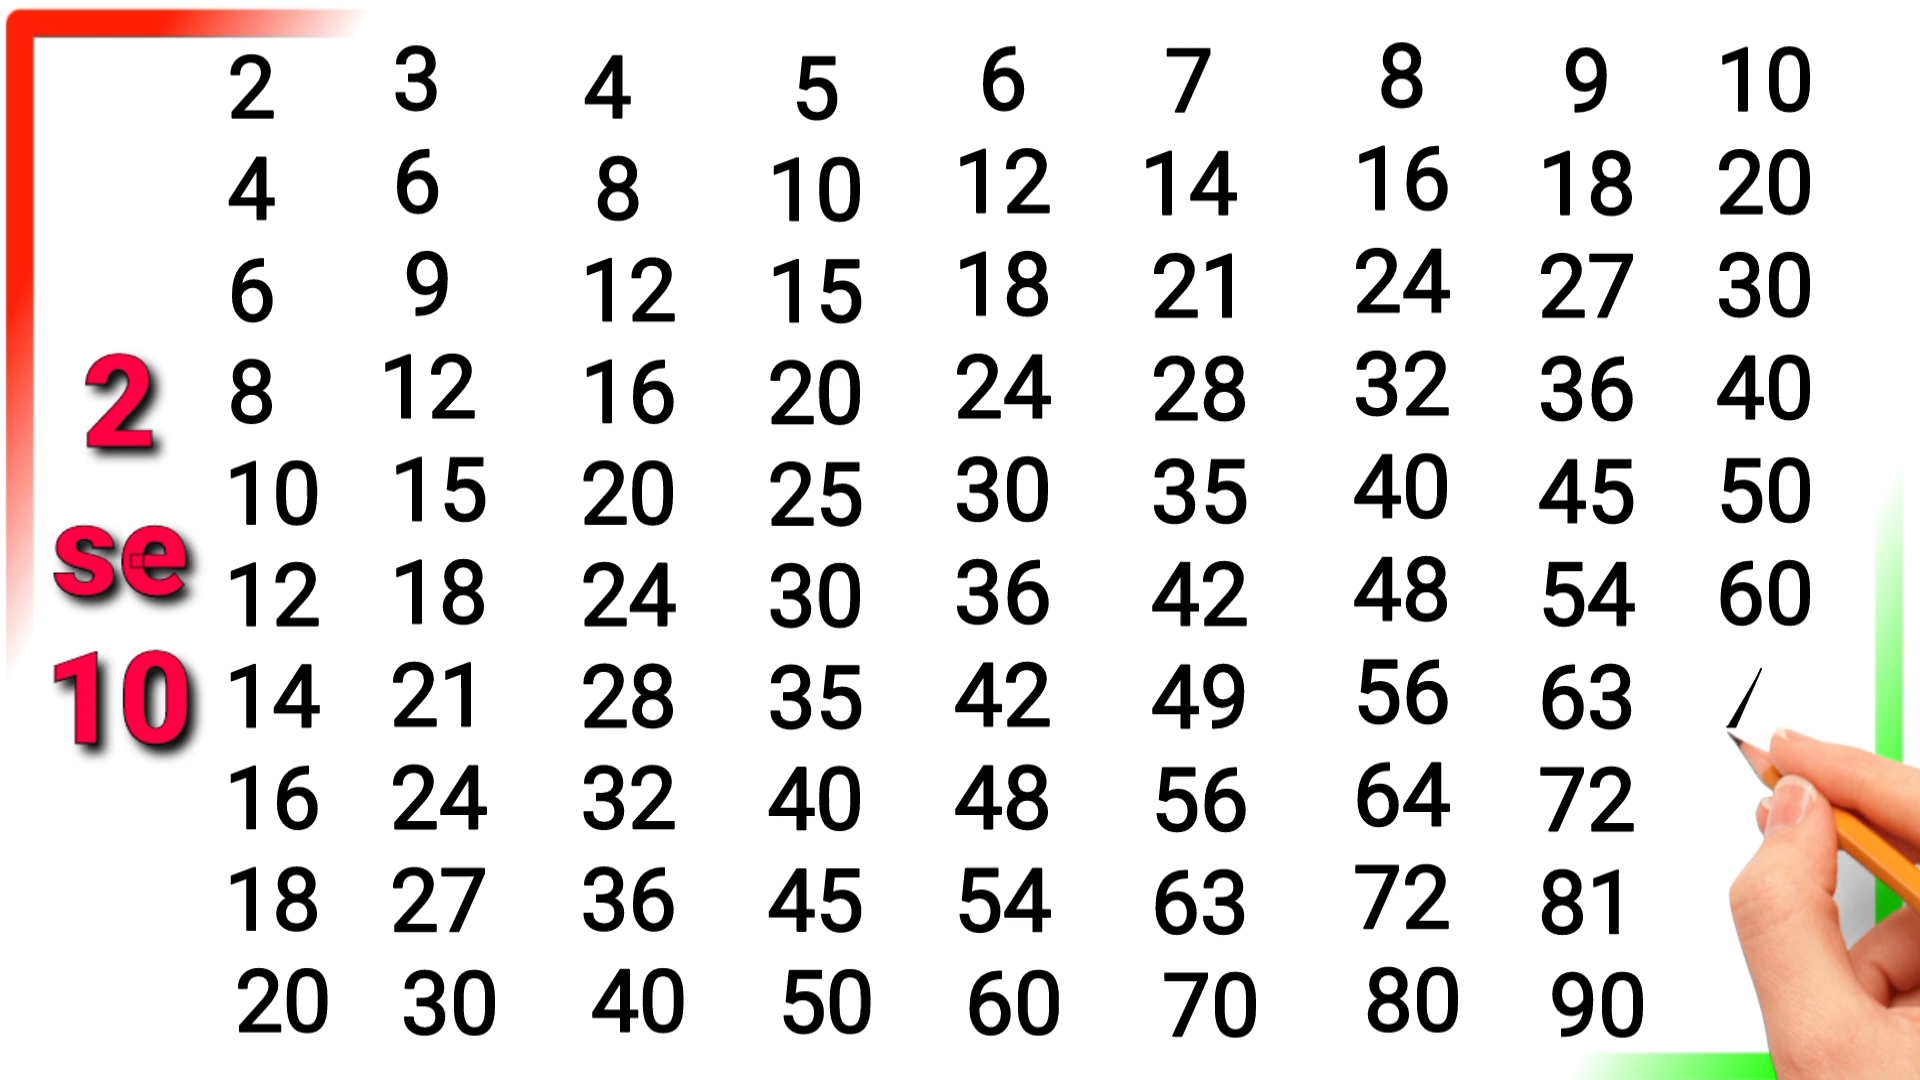 2 3 4 5 6 7 8 9 10
4 6 8 10 12 14 16 18 20
6 9 12 15 18 21 24 27 30
2
8 12 16 20 24 28 32 36 40
10 15 20 25 30 35 40 45 50
se
12 18 24 30 36 42 48 54 60
10
14 21 28 35 42 49 56 63
16 24 32 40 48 56 64 72
18 27 36 45 54 63 72 81
20 30 40 50 60 70 80 90